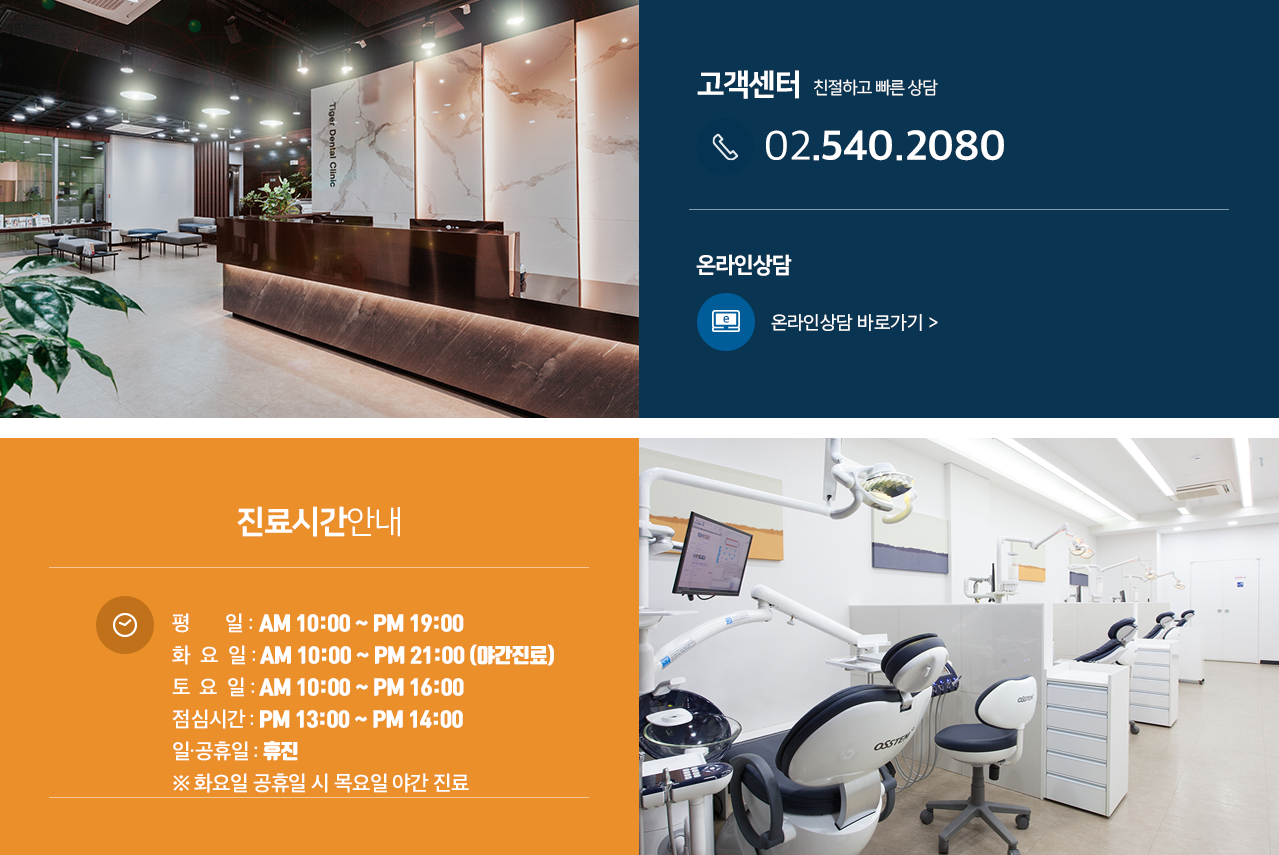 Tiger Dental Clinic
고객센터 친절하고 빠른 상담
02.540.2080
온라인상담
e
온라인상담 바로가기 >
진료시간안내
평 일 : AM 10:00 ~ PM 19:00
화 요 일 : AM 10:00 ~ PM 21:00 (야간진료)
토 요 일 : AM 10:00 ~ PM 16:00
점심시간 : PM 13:00 ~ PM 14:00
일·공휴일 : 휴진
※ 화요일 공휴일 시 목요일 야간 진료
OSSTEM
OSSTEM